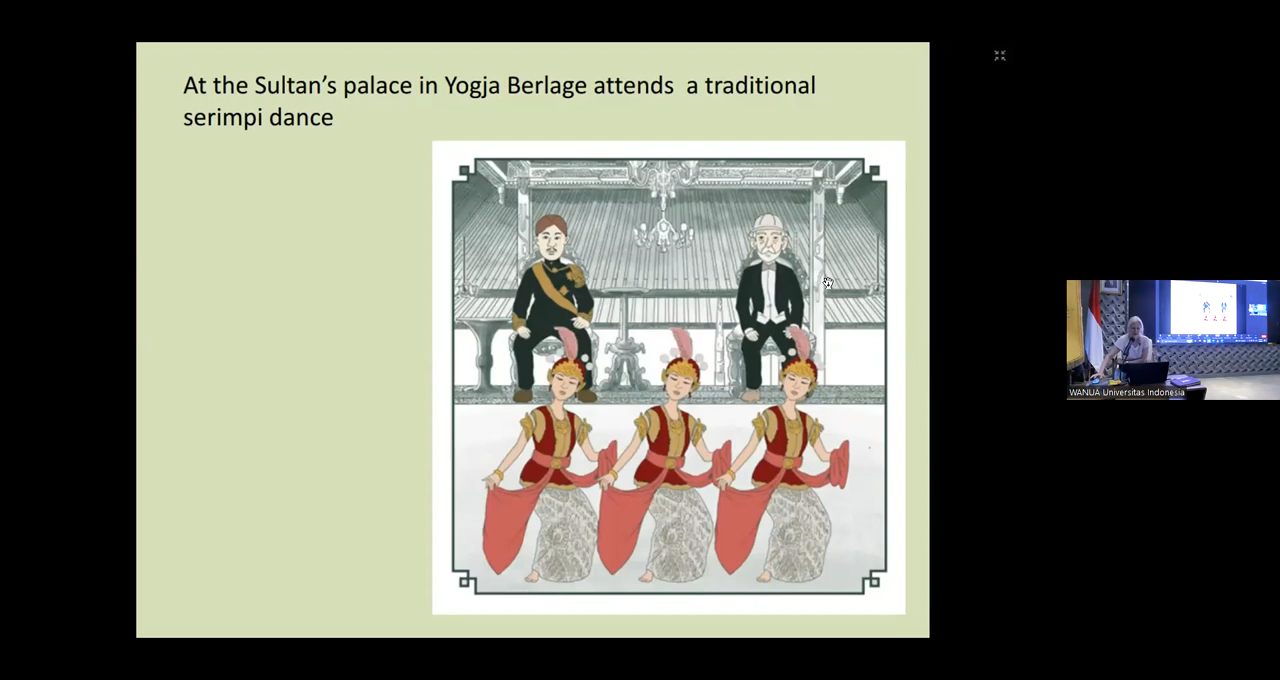 At the Sultan’s palace in Yogja Berlage attends  a traditional
serimpi dance
WANUA Universitas Indonesia